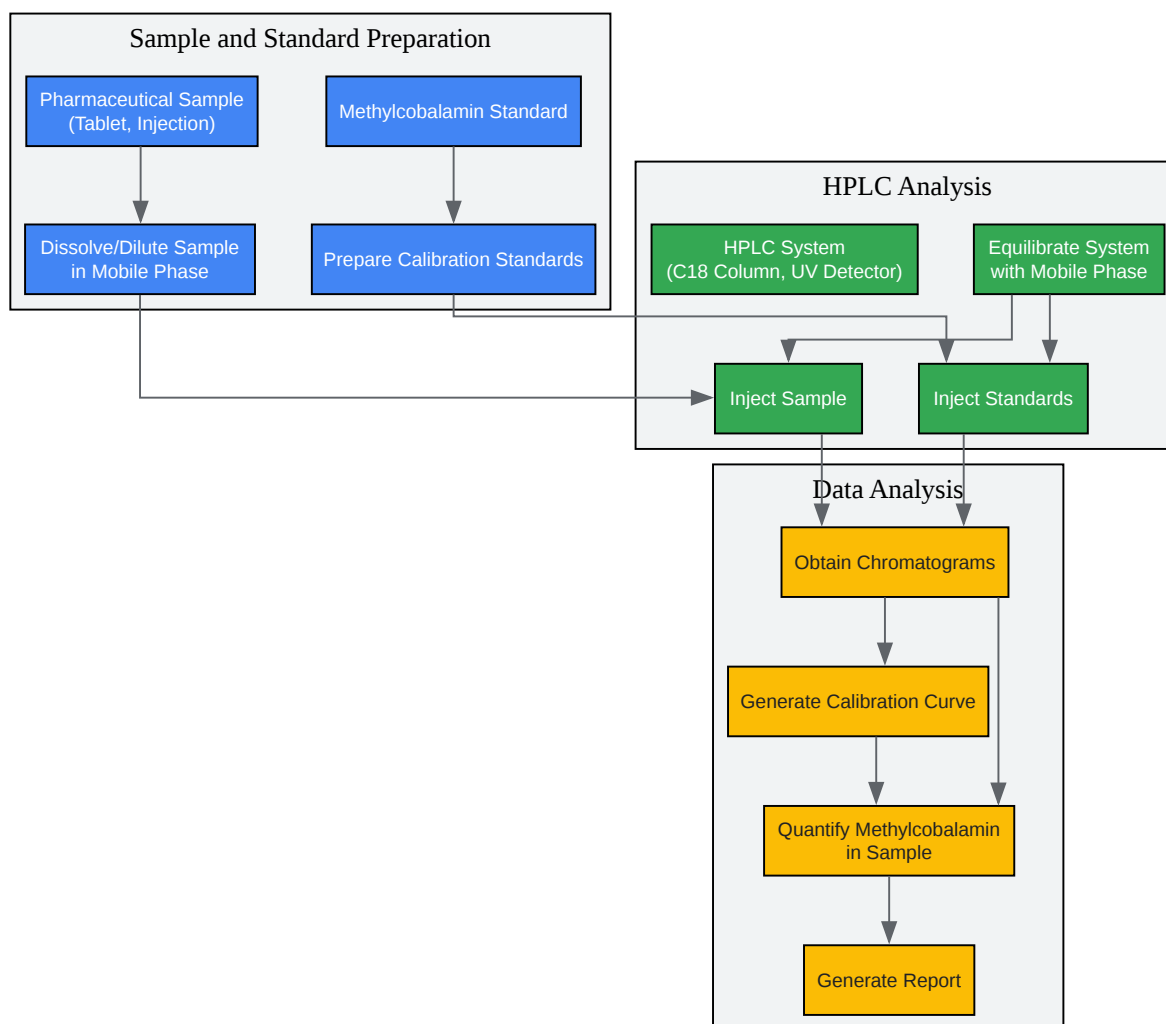 Sample and Standard Preparation
Pharmaceutical Sample
(Tablet, Injection)
Methylcobalamin Standard
Dissolve/Dilute Sample
in Mobile Phase
Prepare Calibration Standards
HPLC Analysis
HPLC System
(C18 Column, UV Detector)
Equilibrate System
with Mobile Phase
Inject Sample
Inject Standards
Data Analysis
Obtain Chromatograms
Generate Calibration Curve
Quantify Methylcobalamin
in Sample
Generate Report